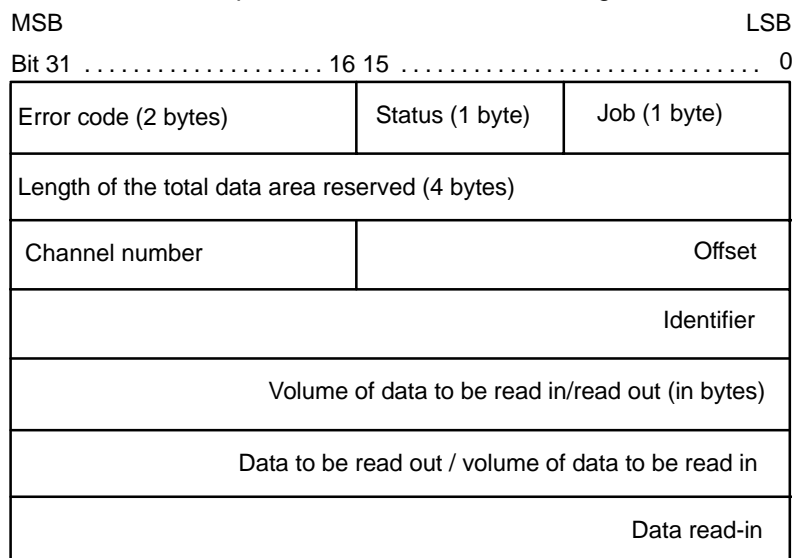 MSB LSB
Bit 31 . . . . . . . . . . . . . . . . . . . . 16 15 . . . . . . . . . . . . . . . . . . . . . . . . . . . . . . 0
Error code (2 bytes) Status (1 byte) Job (1 byte)
Length of the total data area reserved (4 bytes)
Channel number Offset
Identifier
Volume of data to be read in/read out (in bytes)
Data to be read out / volume of data to be read in
Data read-in